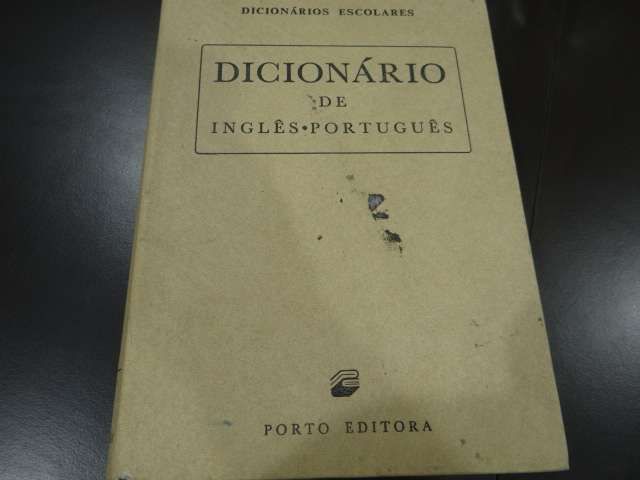 DICIONÁRIOS ESCOLARES
DICIONÁRIO
DE
INGLÊS•PORTUGUÊS
PORTO EDITORA